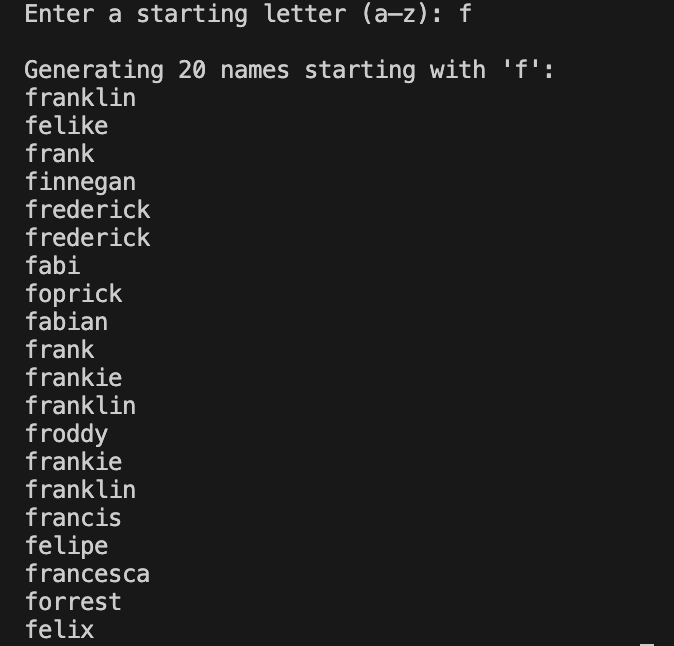 Enter a starting letter (a–z): f
Generating 20 names starting with 'f':
franklin
felike
frank
finnegan
frederick
frederick
fabi
foprick
fabian
frank
frankie
franklin
froddy
frankie
franklin
francis
felipe
francesca
forrest
felix